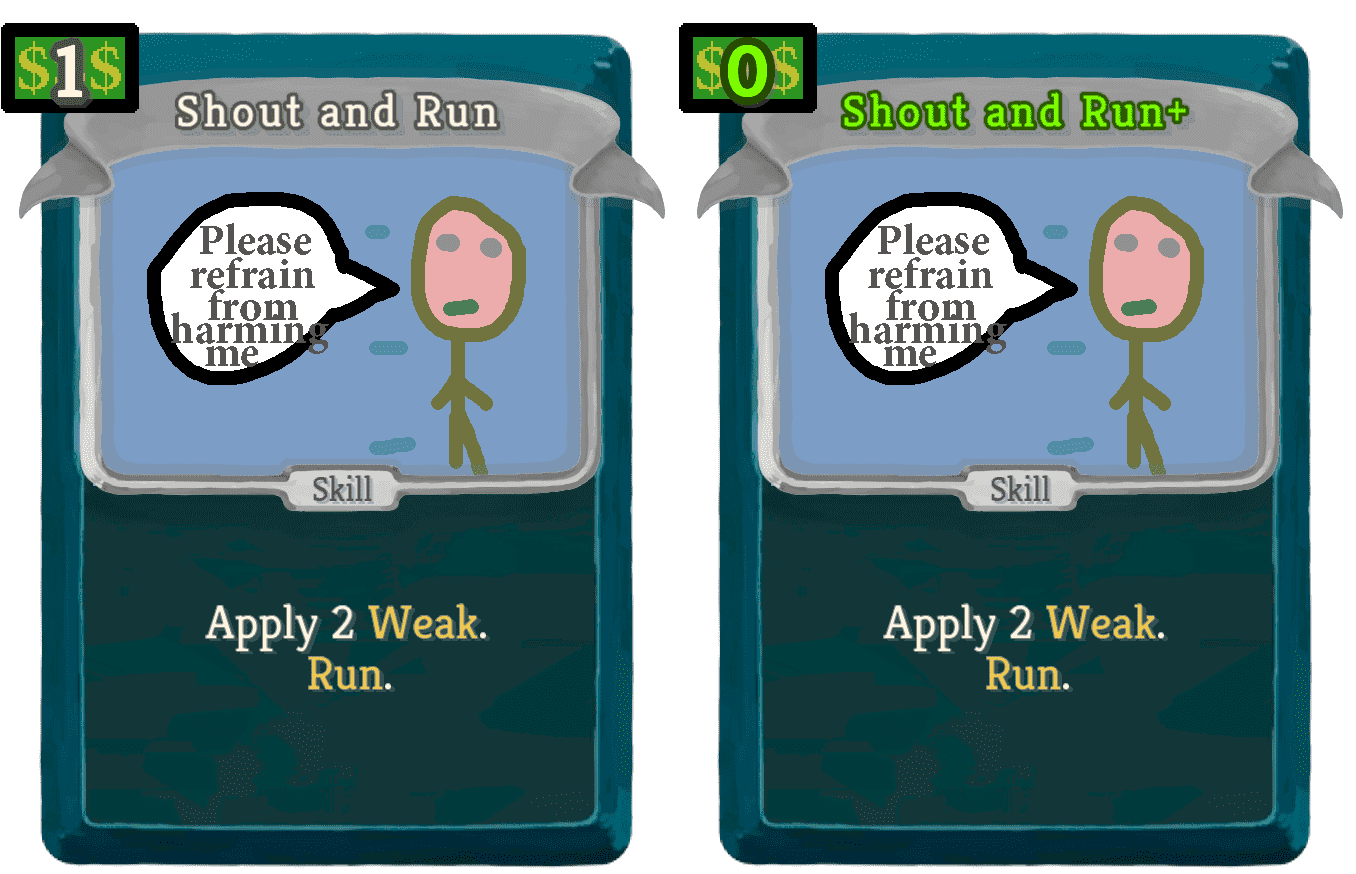 $1$
Shout and Run
Please
refrain
from
harming
me
Skill
Apply 2 Weak.
Run.
$0$
Shout and Run+
Please
refrain
from
harming
me
Skill
Apply 2 Weak.
Run.